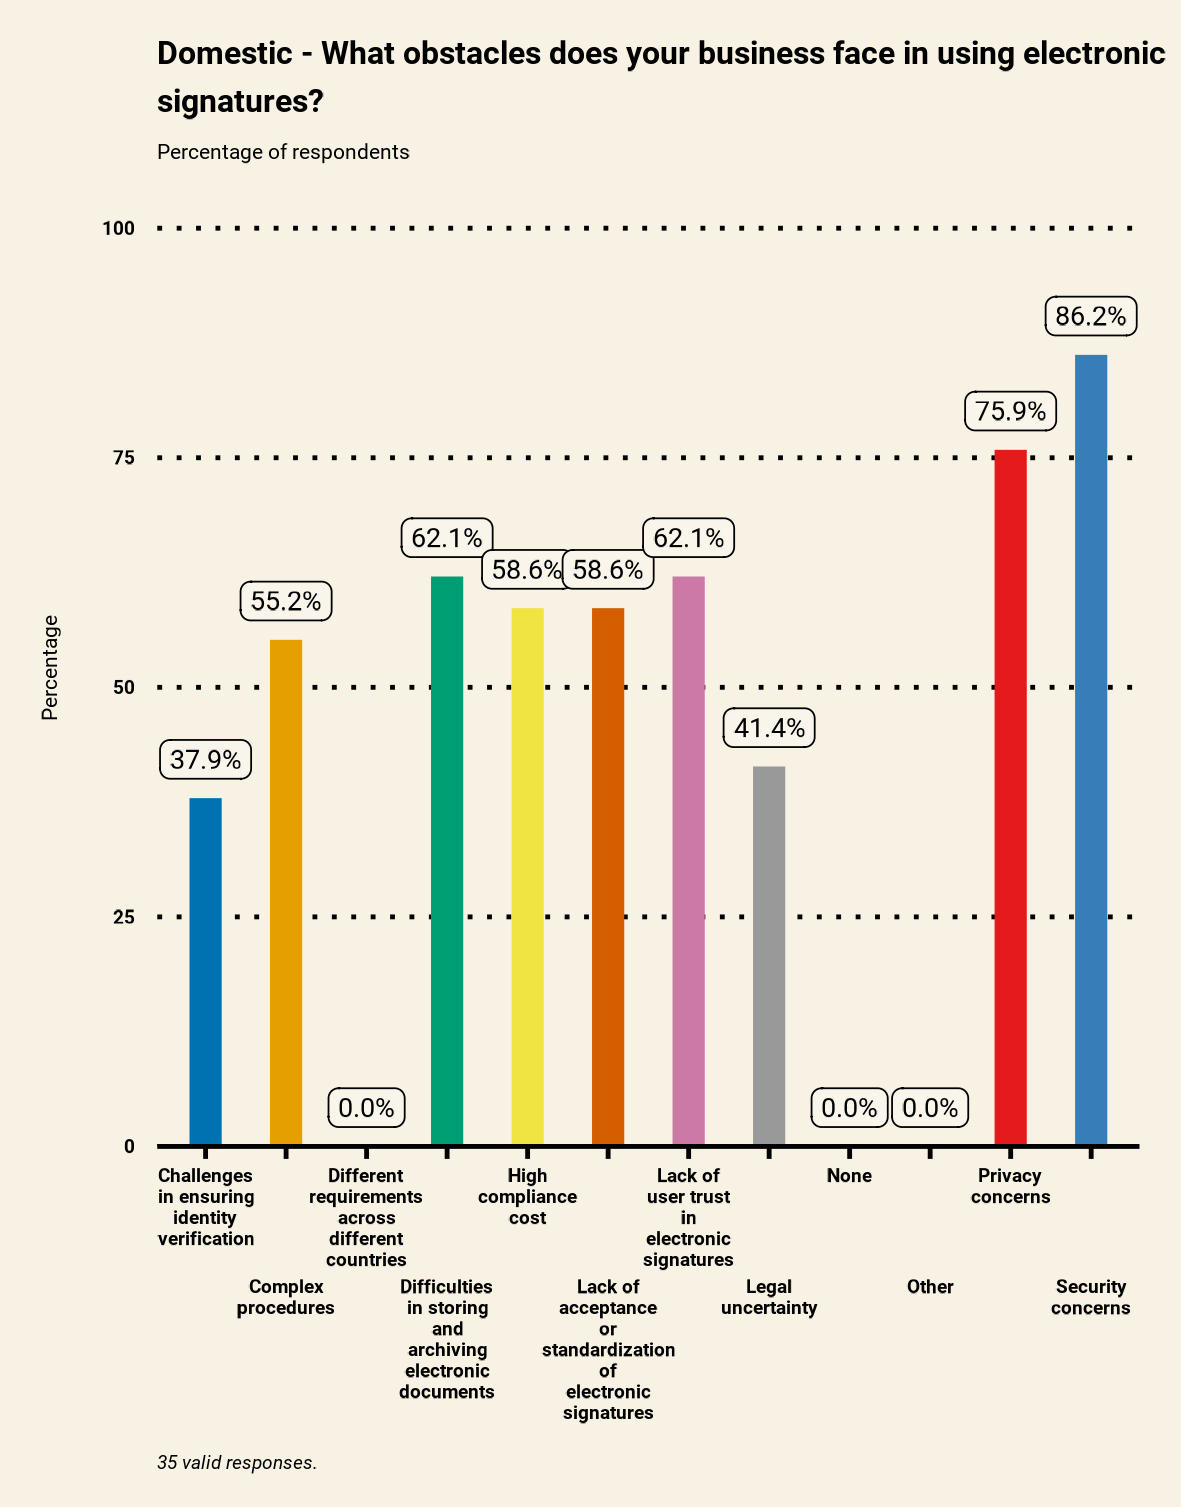 Domestic - What obstacles does your business face in using electronic
signatures?
Percentage of respondents
100
75
50
25
0
Percentage
37.9%
55.2%
0.0%
62.1%
58.6%
58.6%
62.1%
41.4%
0.0%
0.0%
75.9%
86.2%
Challenges
in ensuring
identity
verification
Complex
procedures
Different
requirements
across
different
countries
Difficulties
in storing
and
archiving
electronic
documents
High
compliance
cost
Lack of
acceptance
or
standardization
of
electronic
signatures
Lack of
user trust
in
electronic
signatures
Legal
uncertainty
None
Other
Privacy
concerns
Security
concerns
35 valid responses.